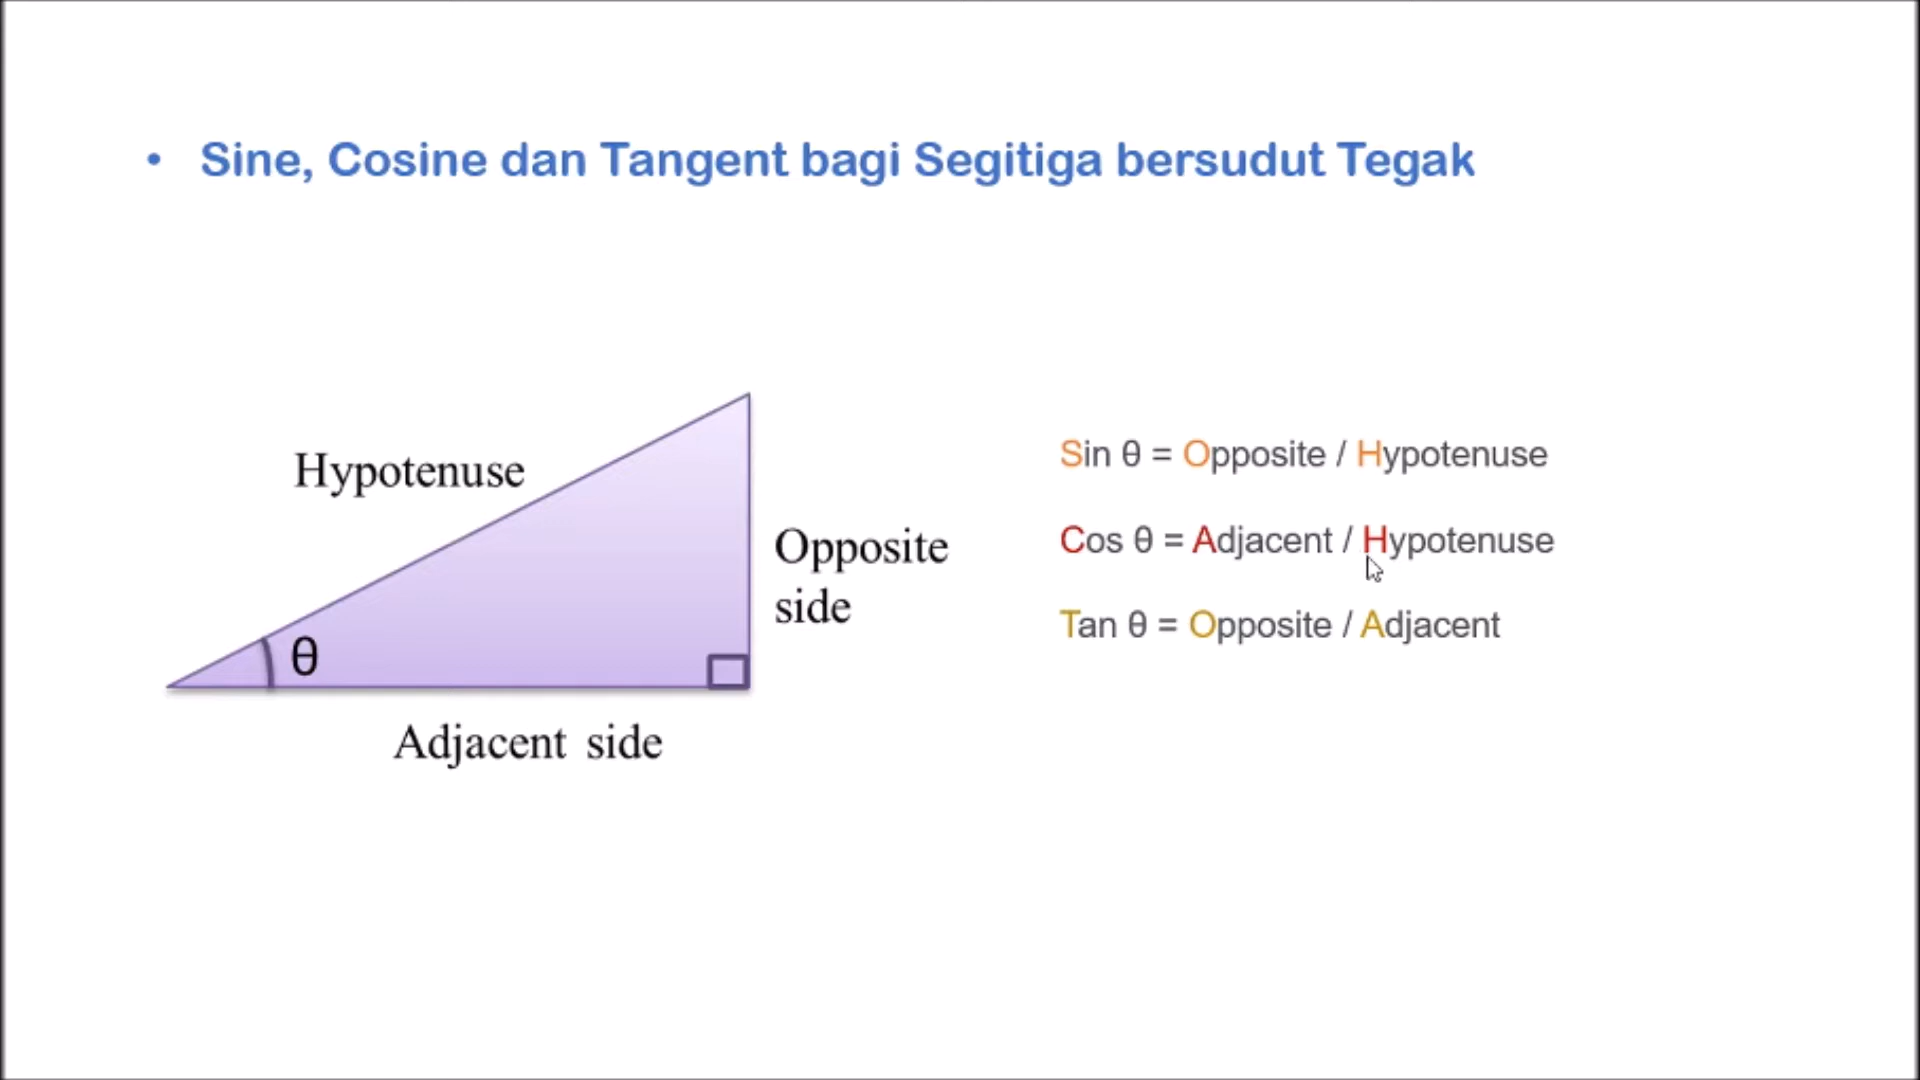 • Sine, Cosine dan Tangent bagi Segitiga bersudut Tegak
Hypotenuse
Opposite
side
θ
Adjacent side
Sin θ = Opposite / Hypotenuse
Cos θ = Adjacent / Hypotenuse
Tan θ = Opposite / Adjacent